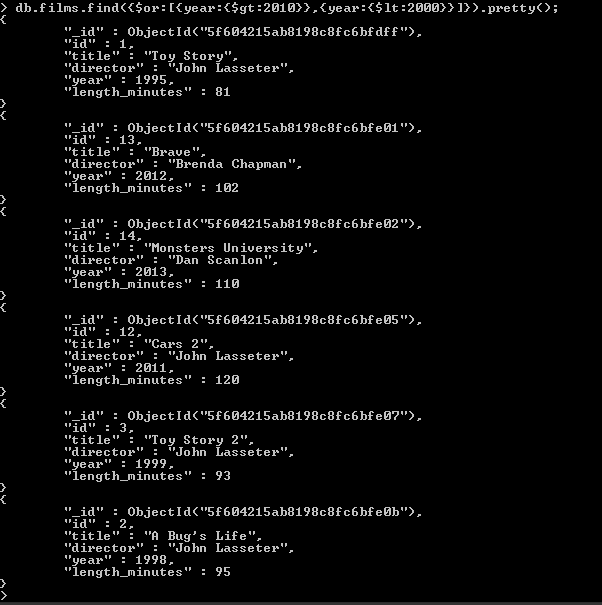 > db.films.find({$or:[{year:{$gt:2010}},{year:{$lt:2000}}]}).pretty();
{
"_id" : ObjectId("5f604215ab8198c8fc6bfdff"),
"id" : 1,
"title" : "Toy Story",
"director" : "John Lasseter",
"year" : 1995,
"length_minutes" : 81
}
{
"_id" : ObjectId("5f604215ab8198c8fc6bfe01"),
"id" : 13,
"title" : "Brave",
"director" : "Brenda Chapman",
"year" : 2012,
"length_minutes" : 102
}
{
"_id" : ObjectId("5f604215ab8198c8fc6bfe02"),
"id" : 14,
"title" : "Monsters University",
"director" : "Dan Scanlon",
"year" : 2013,
"length_minutes" : 110
}
{
"_id" : ObjectId("5f604215ab8198c8fc6bfe05"),
"id" : 12,
"title" : "Cars 2",
"director" : "John Lasseter",
"year" : 2011,
"length_minutes" : 120
}
{
"_id" : ObjectId("5f604215ab8198c8fc6bfe07"),
"id" : 3,
"title" : "Toy Story 2",
"director" : "John Lasseter",
"year" : 1999,
"length_minutes" : 93
}
{
"_id" : ObjectId("5f604215ab8198c8fc6bfe0b"),
"id" : 2,
"title" : "A Bug's Life",
"director" : "John Lasseter",
"year" : 1998,
"length_minutes" : 95
}
>